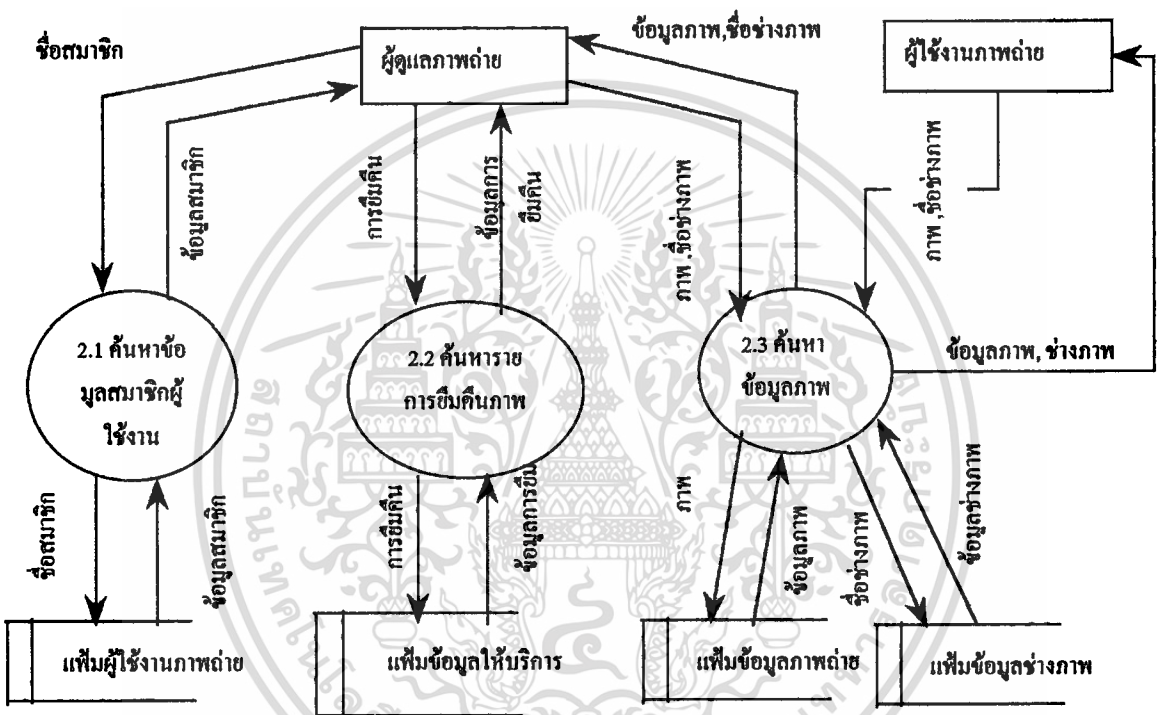 ชื่อสมาชิก
ข้อมูลภาพ,ชื่อช่างภาพ
ผู้ดูแลภาพถ่าย
ผู้ใช้งานภาพถ่าย
ข้อมูลสมาชิก
การยืมคืน
ข้อมูลการ
ยืมคืน
ภาพ ,ชื่อช่างภาพ
ภาพ ,ชื่อช่างภาพ
2.1 ค้นหาข้อ
มูลสมาชิกผู้
ใช้งาน
2.2 ค้นหาราย
การยืมคืนภาพ
2.3 ค้นหา
ข้อมูลภาพ
ข้อมูลภาพ, ช่างภาพ
ชื่อสมาชิก
ข้อมูลสมาชิก
การยืมคืน
ข้อมูลการยืม
ภาพ
ข้อมูลภาพ
ชื่อช่างภาพ
ข้อมูลช่างภาพ
แฟ้มผู้ใช้งานภาพถ่าย
แฟ้มข้อมูลให้บริการ
แฟ้มข้อมูลภาพถ่าย
แฟ้มข้อมูลช่างภาพ